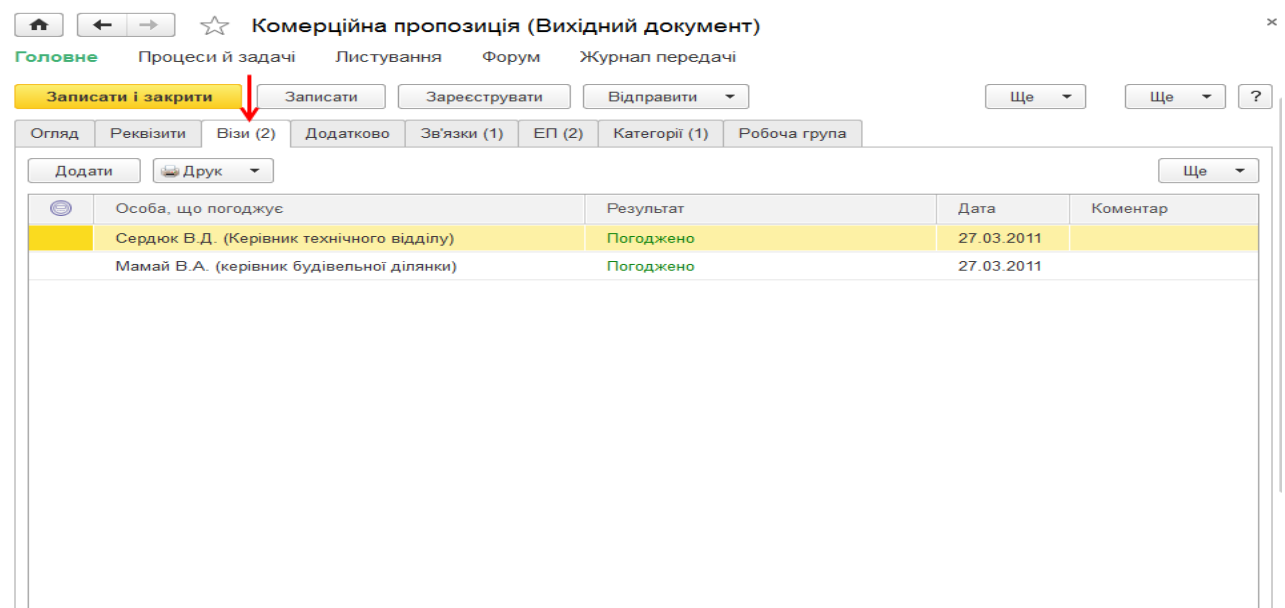 Комерційна пропозиція (Вихідний документ) ×
Головне Процеси й задачі Листування Форум Журнал передачі
Записати і закрити Записати Зареєструвати Відправити Ще Ще ?
Огляд Реквізити Візи (2) Додатково Зв'язки (1) ЕП (2) Категорії (1) Робоча група
Додати Друк Ще
Особа, що погоджує Результат Дата Коментар
Сердюк В.Д. (Керівник технічного відділу) Погоджено 27.03.2011
Мамай В.А. (керівник будівельної ділянки) Погоджено 27.03.2011